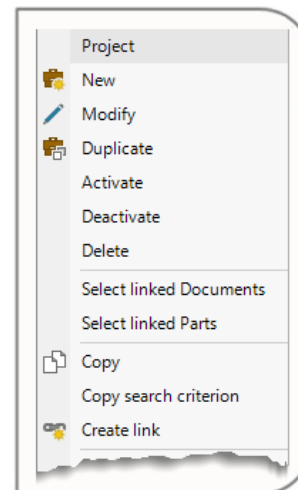 Project
New
Modify
Duplicate
Activate
Deactivate
Delete
Select linked Documents
Select linked Parts
Copy
Copy search criterion
Create link